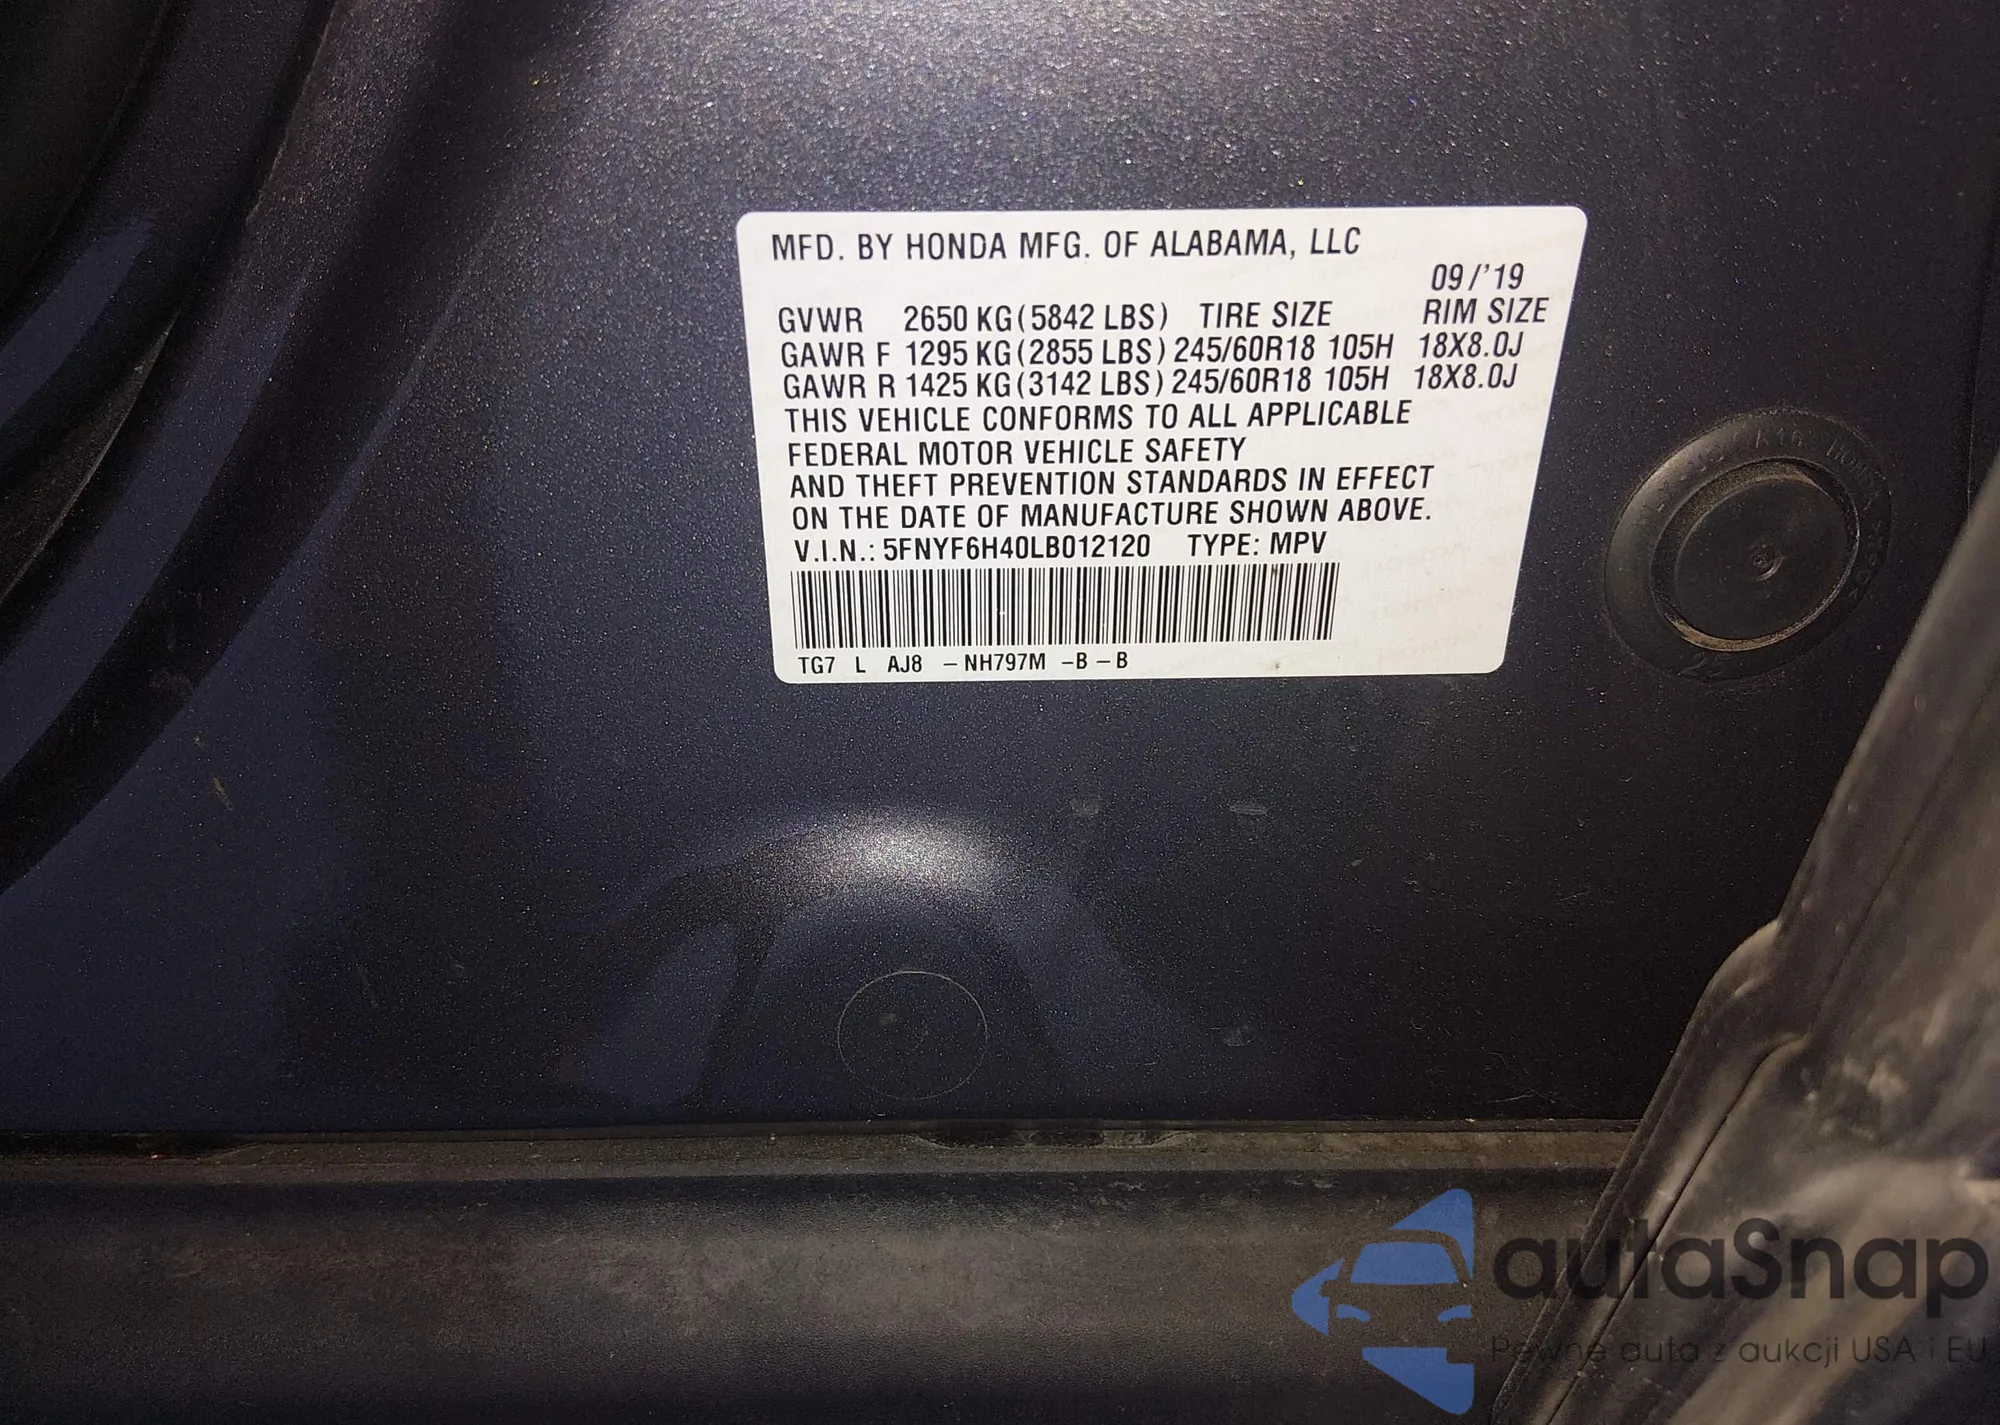 MFD. BY HONDA MFG. OF ALABAMA, LLC
09/'19
GVWR 2650 KG (5842 LBS) TIRE SIZE RIM SIZE
GAWR F 1295 KG (2855 LBS) 245/60R18 105H 18X8.0J
GAWR R 1425 KG (3142 LBS) 245/60R18 105H 18X8.0J
THIS VEHICLE CONFORMS TO ALL APPLICABLE
FEDERAL MOTOR VEHICLE SAFETY
AND THEFT PREVENTION STANDARDS IN EFFECT
ON THE DATE OF MANUFACTURE SHOWN ABOVE.
V.I.N.: 5FNYF6H40LB012120 TYPE: MPV
TG7 L AJ8 - NH797M - B - B
HONDA
22
autaSnap
Pewne auta z aukcji USA i EU